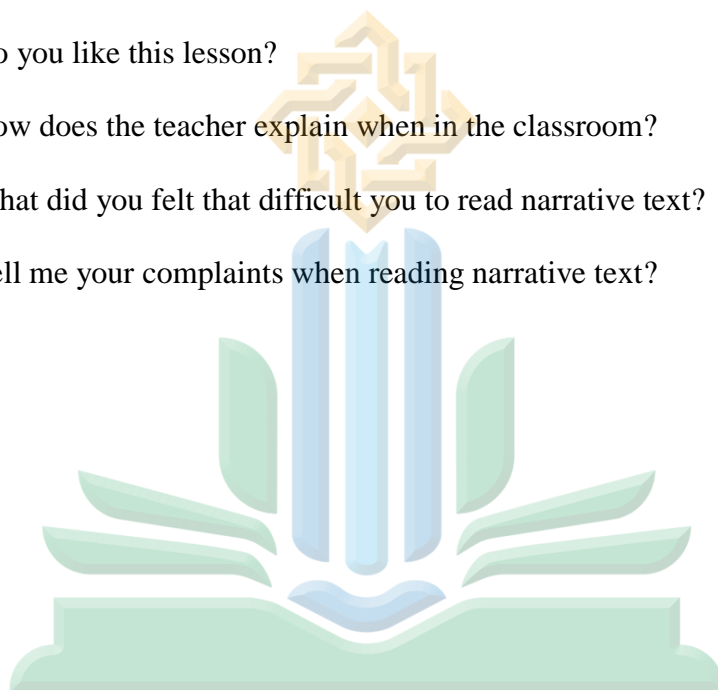 o you like this lesson?
ow does the teacher explain when in the classroom?
hat did you felt that difficult you to read narrative text?
ell me your complaints when reading narrative text?